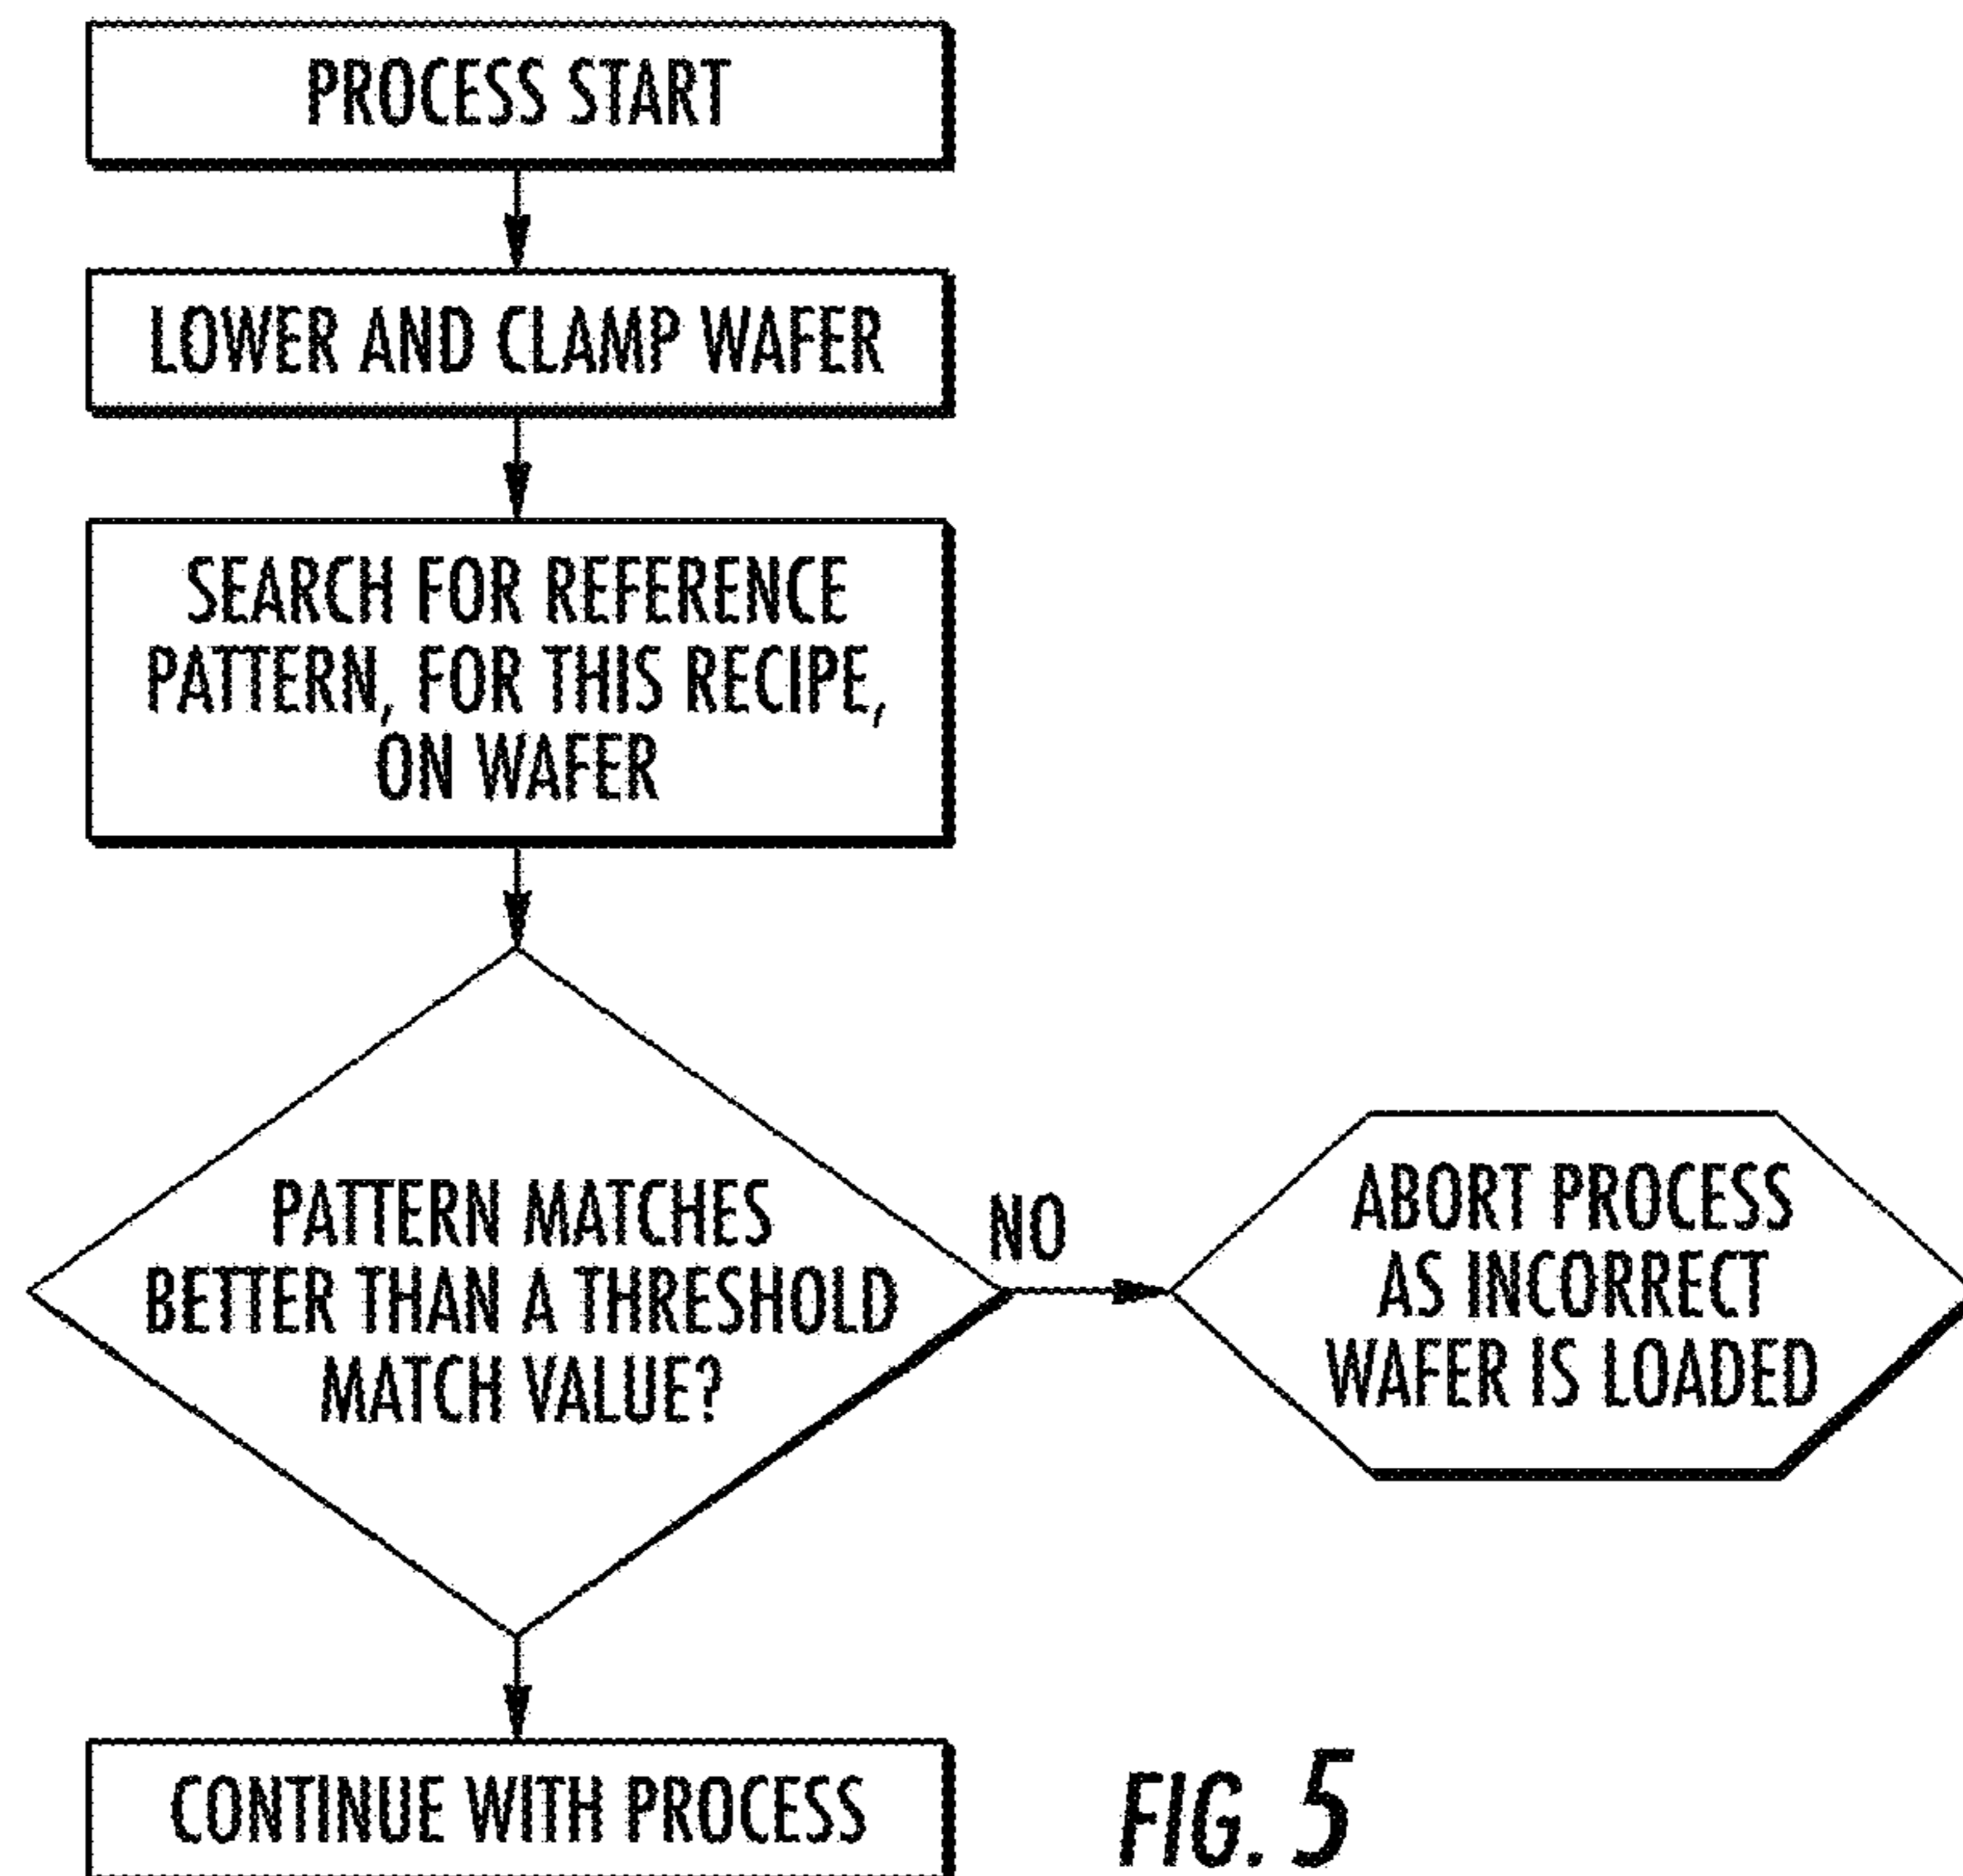 PROCESS START
LOWER AND CLAMP WAFER
SEARCH FOR REFERENCE
PATTERN, FOR THIS RECIPE,
ON WAFER
PATTERN MATCHES
BETTER THAN A THRESHOLD
MATCH VALUE?
NO
ABORT PROCESS
AS INCORRECT
WAFER IS LOADED
CONTINUE WITH PROCESS
FIG. 5